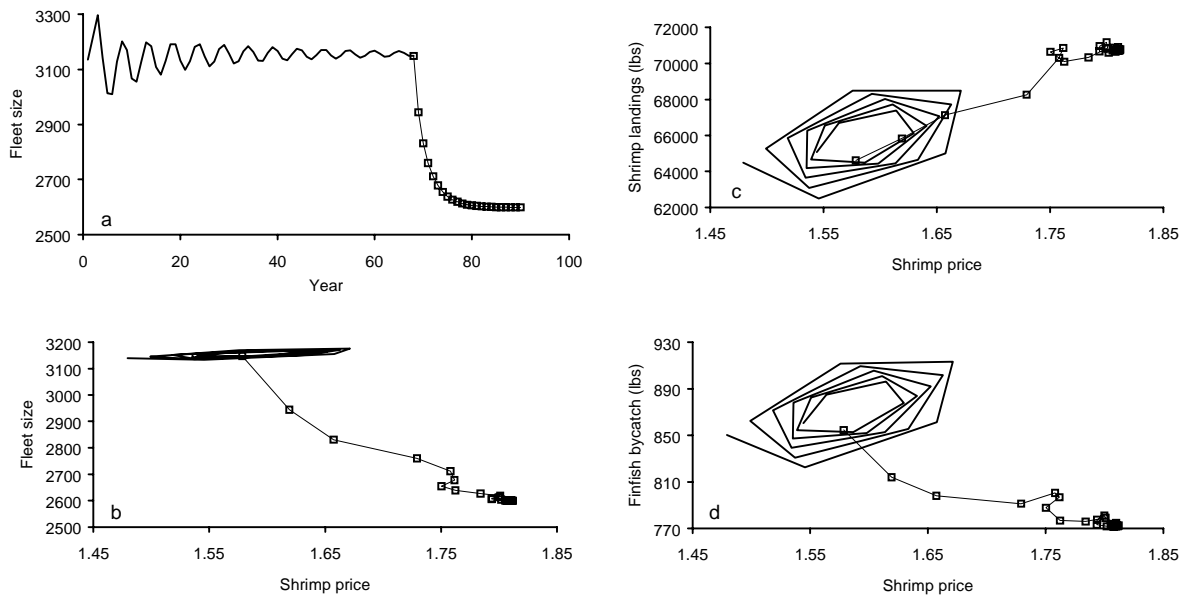 3300
3100
2900
2700
2500
Fleet size
a
0 20 40 60 80 100
Year
72000
70000
68000
66000
64000
62000
Shrimp landings (lbs)
c
1.45 1.55 1.65 1.75 1.85
Shrimp price
3200
3100
3000
2900
2800
2700
2600
2500
Fleet size
b
1.45 1.55 1.65 1.75 1.85
Shrimp price
930
890
850
810
770
Finfish bycatch (lbs)
d
1.45 1.55 1.65 1.75 1.85
Shrimp price